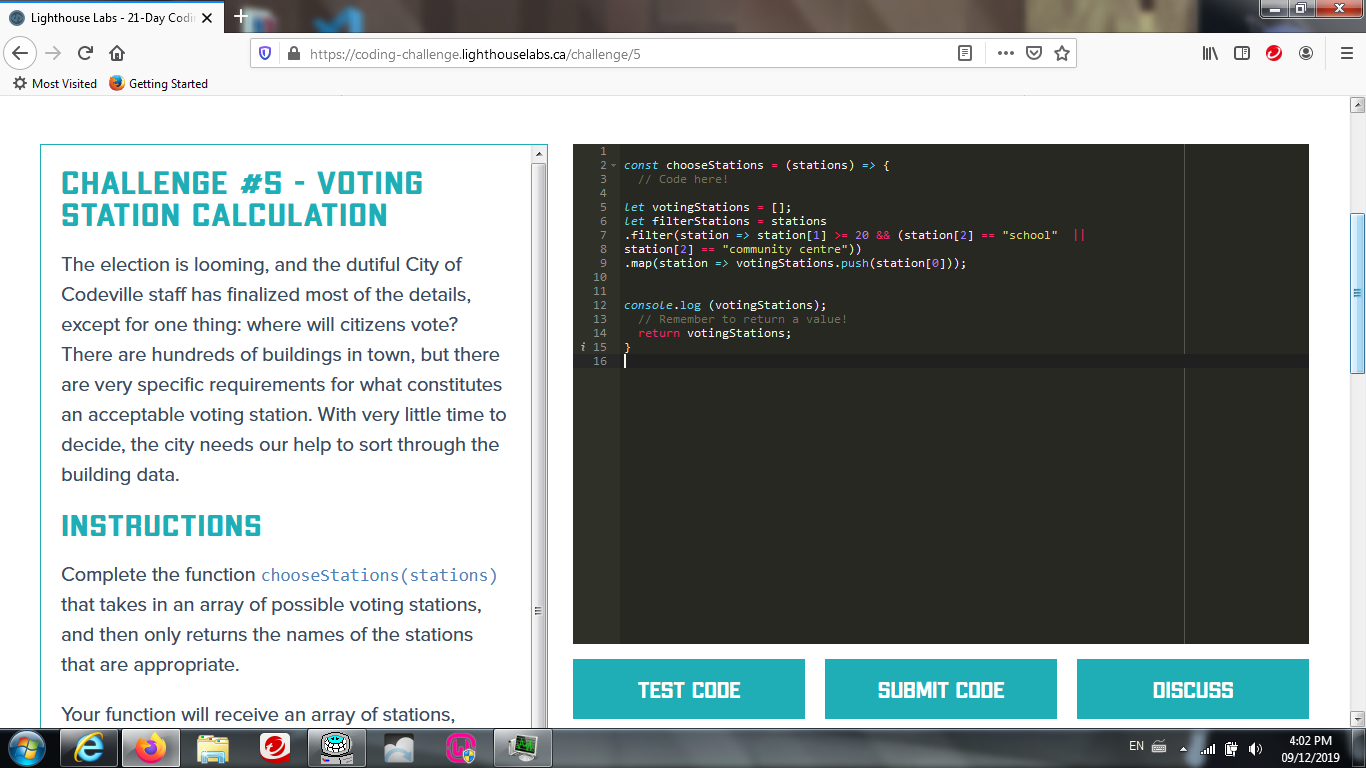 Lighthouse Labs - 21-Day Codi
https://coding-challenge.lighthouselabs.ca/challenge/5
Most Visited
Getting Started
CHALLENGE #5 - VOTING
STATION CALCULATION
The election is looming, and the dutiful City of
Codeville staff has finalized most of the details,
except for one thing: where will citizens vote?
There are hundreds of buildings in town, but there
are very specific requirements for what constitutes
an acceptable voting station. With very little time to
decide, the city needs our help to sort through the
building data.
INSTRUCTIONS
Complete the function chooseStations(stations)
that takes in an array of possible voting stations,
and then only returns the names of the stations
that are appropriate.
Your function will receive an array of stations,
1
2 const chooseStations = (stations) => {
3 // Code here!
4
5 let votingStations = [];
6 let filterStations = stations
7 .filter(station => station[1] >= 20 && (station[2] == "school" ||
8 station[2] == "community centre"))
9 .map(station => votingStations.push(station[0]));
10
11
12 console.log (votingStations);
13 // Remember to return a value!
14 return votingStations;
i 15 }
16
TEST CODE
SUBMIT CODE
DISCUSS
EN
4:02 PM
09/12/2019